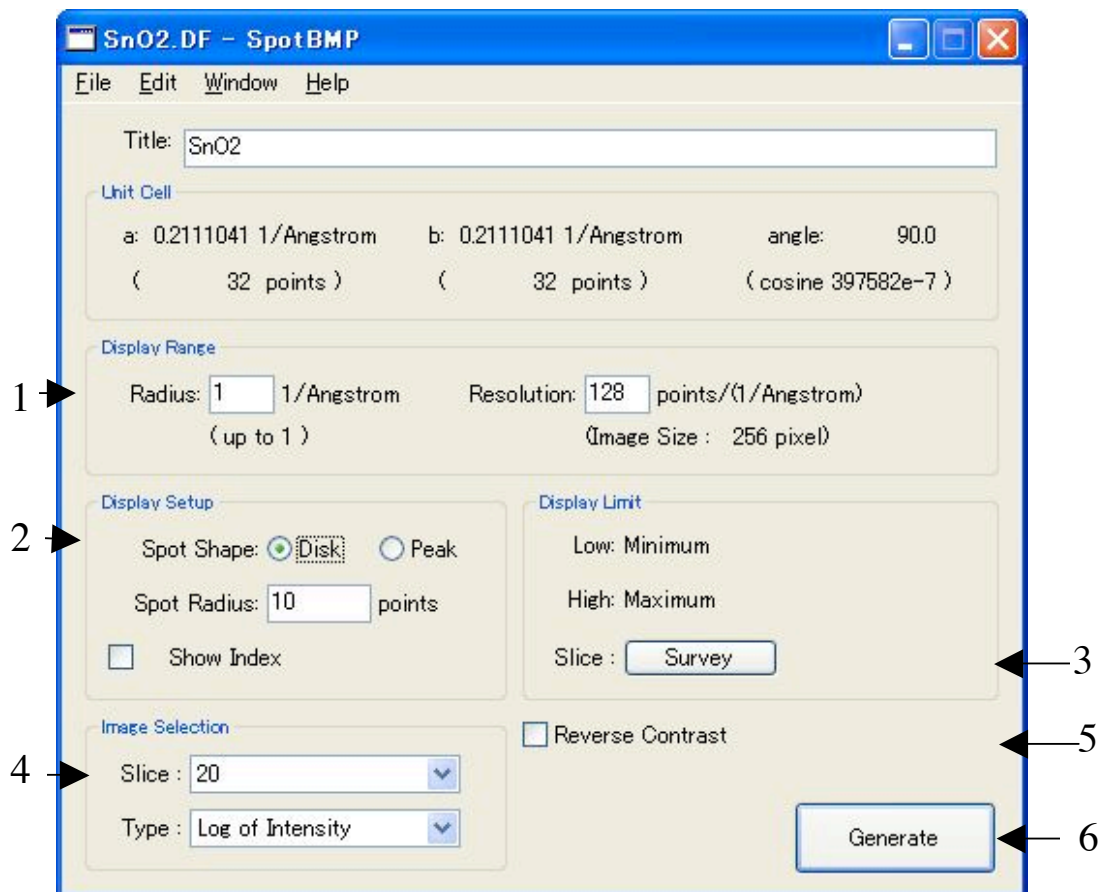 SnO2.DF - SpotBMP
File Edit Window Help
Title: SnO2
Unit Cell
a: 0.2111041 1/Angstrom b: 0.2111041 1/Angstrom angle: 90.0
( 32 points ) ( 32 points ) ( cosine 397582e-7 )
Display Range
1 Radius: 1 1/Angstrom Resolution: 128 points/(1/Angstrom)
( up to 1 ) (Image Size : 256 pixel)
Display Setup Display Limit
2 Spot Shape: Disk Peak Low: Minimum
Spot Radius: 10 points High: Maximum
Show Index Slice : Survey 3
Image Selection Reverse Contrast 5
4 Slice : 20
Type : Log of Intensity Generate 6